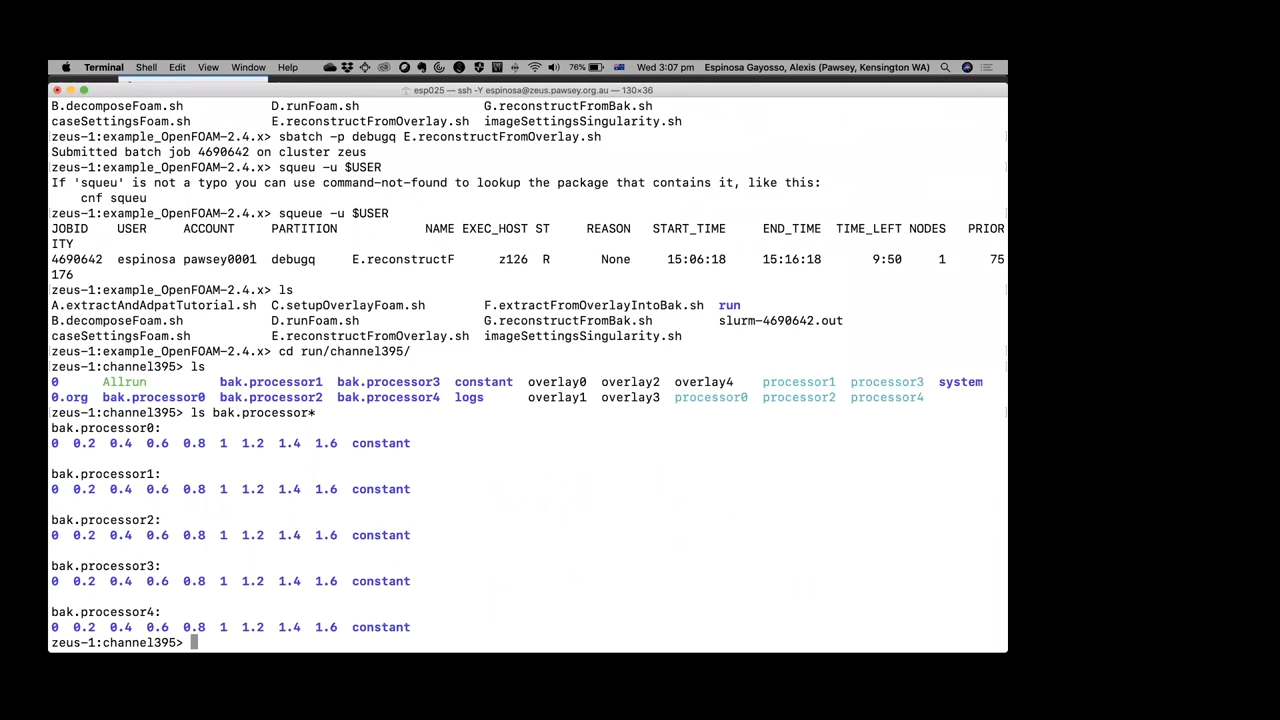 Terminal Shell Edit View Window Help 76% Wed 3:07 pm Espinosa Gayosso, Alexis (Pawsey, Kensington WA)
esp025 — ssh -Y espinosa@zeus.pawsey.org.au — 130×36
B.decomposeFoam.sh D.runFoam.sh G.reconstructFromBak.sh
caseSettingsFoam.sh E.reconstructFromOverlay.sh imageSettingsSingularity.sh
zeus-1:example_OpenFOAM-2.4.x> sbatch -p debugq E.reconstructFromOverlay.sh
Submitted batch job 4690642 on cluster zeus
zeus-1:example_OpenFOAM-2.4.x> squeu -u $USER
If 'squeu' is not a typo you can use command-not-found to lookup the package that contains it, like this:
cnf squeu
zeus-1:example_OpenFOAM-2.4.x> squeue -u $USER
JOBID USER ACCOUNT PARTITION NAME EXEC_HOST ST REASON START_TIME END_TIME TIME_LEFT NODES PRIOR
ITY
4690642 espinosa pawsey0001 debugq E.reconstructF z126 R None 15:06:18 15:16:18 9:50 1 75
176
zeus-1:example_OpenFOAM-2.4.x> ls
A.extractAndAdpatTutorial.sh C.setupOverlayFoam.sh F.extractFromOverlayIntoBak.sh run
B.decomposeFoam.sh D.runFoam.sh G.reconstructFromBak.sh slurm-4690642.out
caseSettingsFoam.sh E.reconstructFromOverlay.sh imageSettingsSingularity.sh
zeus-1:example_OpenFOAM-2.4.x> cd run/channel395/
zeus-1:channel395> ls
0 Allrun bak.processor1 bak.processor3 constant overlay0 overlay2 overlay4 processor1 processor3 system
0.org bak.processor0 bak.processor2 bak.processor4 logs overlay1 overlay3 processor0 processor2 processor4
zeus-1:channel395> ls bak.processor*
bak.processor0:
0 0.2 0.4 0.6 0.8 1 1.2 1.4 1.6 constant
bak.processor1:
0 0.2 0.4 0.6 0.8 1 1.2 1.4 1.6 constant
bak.processor2:
0 0.2 0.4 0.6 0.8 1 1.2 1.4 1.6 constant
bak.processor3:
0 0.2 0.4 0.6 0.8 1 1.2 1.4 1.6 constant
bak.processor4:
0 0.2 0.4 0.6 0.8 1 1.2 1.4 1.6 constant
zeus-1:channel395>